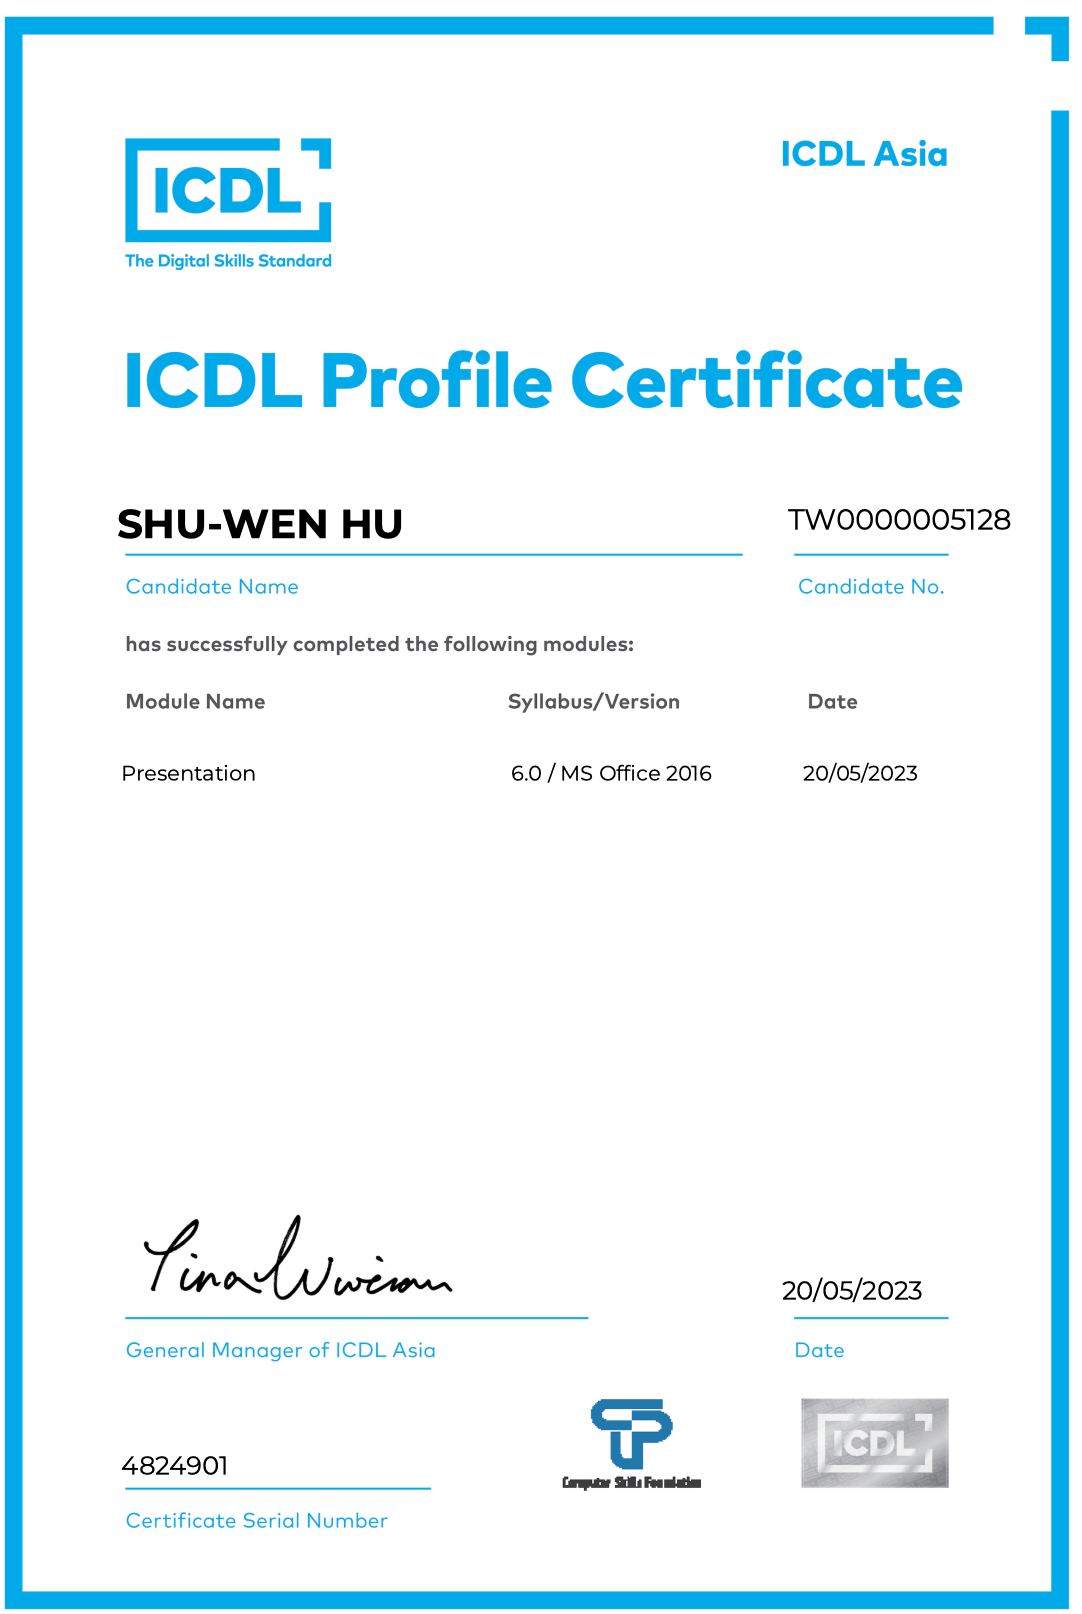 ICDL
The Digital Skills Standard
ICDL Asia
ICDL Profile Certificate
SHU-WEN HU
TW0000005128
Candidate Name
Candidate No.
has successfully completed the following modules:
Module Name Syllabus/Version Date
Presentation 6.0 / MS Office 2016 20/05/2023
20/05/2023
General Manager of ICDL Asia
Date
4824901
Certificate Serial Number
Computer Skills Foundation
ICDL